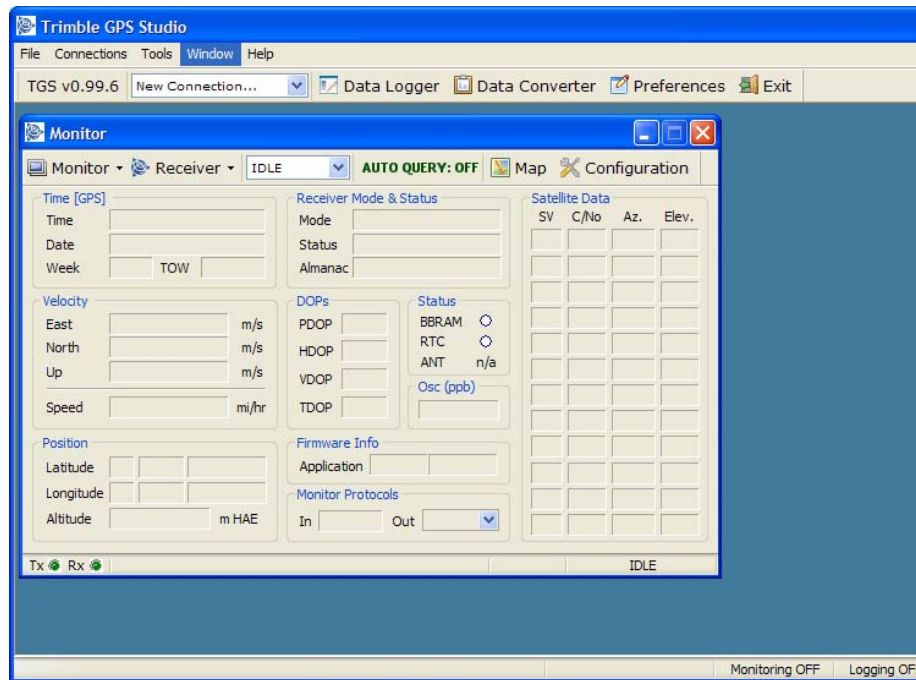 Trimble GPS Studio
File Connections Tools Window Help
TGS v0.99.6 New Connection... Data Logger Data Converter Preferences Exit
Monitor
Monitor Receiver IDLE AUTO QUERY: OFF Map Configuration
Time [GPS]
Time
Date
Week TOW
Receiver Mode & Status
Mode
Status
Almanac
Satellite Data
SV C/No Az. Elev.
Velocity
East m/s
North m/s
Up m/s
Speed mi/hr
DOPs
PDOP
HDOP
VDOP
TDOP
Status
BBRAM
RTC
ANT n/a
Osc (ppb)
Position
Latitude
Longitude
Altitude m HAE
Firmware Info
Application
Monitor Protocols
In Out
Tx Rx IDLE
Monitoring OFF Logging OF